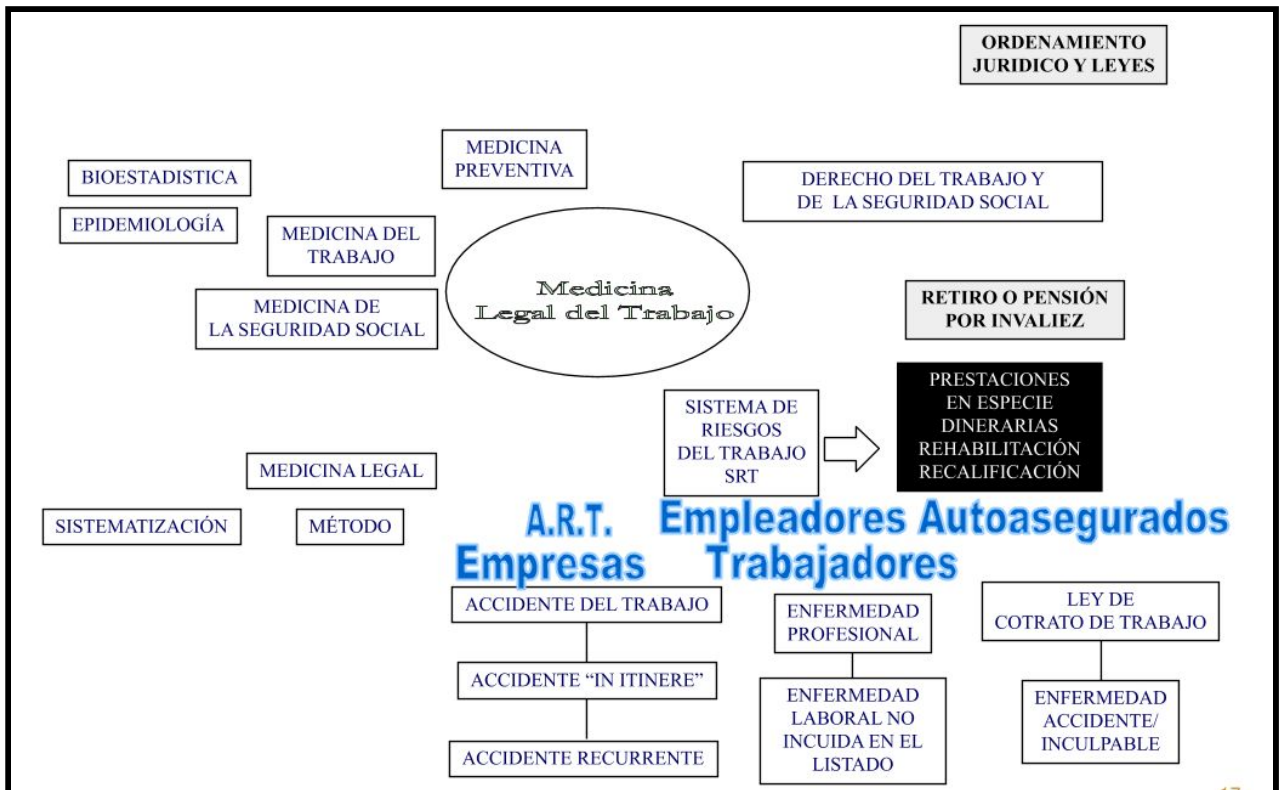 ORDENAMIENTO
JURIDICO Y LEYES
MEDICINA
PREVENTIVA
BIOESTADISTICA
DERECHO DEL TRABAJO Y
DE LA SEGURIDAD SOCIAL
EPIDEMIOLOGÍA
MEDICINA DEL
TRABAJO
Medicina
Legal del Trabajo
MEDICINA DE
LA SEGURIDAD SOCIAL
RETIRO O PENSIÓN
POR INVALIEZ
SISTEMA DE
RIESGOS
DEL TRABAJO
SRT
PRESTACIONES
EN ESPECIE
DINERARIAS
REHABILITACIÓN
RECALIFICACIÓN
MEDICINA LEGAL
SISTEMATIZACIÓN
MÉTODO
A.R.T. Empleadores Autoasegurados
Empresas Trabajadores
ACCIDENTE DEL TRABAJO
ACCIDENTE “IN ITINERE”
ACCIDENTE RECURRENTE
ENFERMEDAD
PROFESIONAL
ENFERMEDAD
LABORAL NO
INCUIDA EN EL
LISTADO
LEY DE
COTRATO DE TRABAJO
ENFERMEDAD
ACCIDENTE/
INCULPABLE